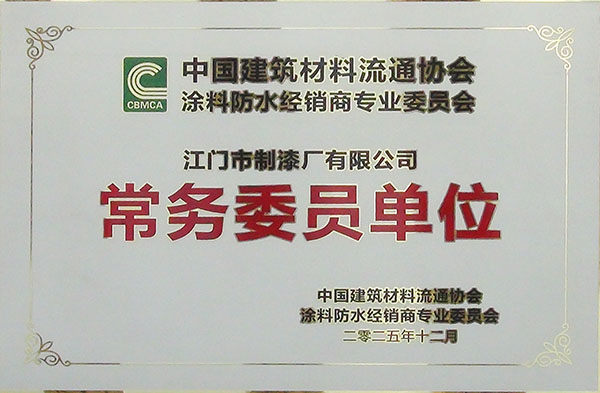 中国建筑材料流通协会
CBMCA
涂料防水经销商专业委员会
江门市制漆厂有限公司
常务委员单位
中国建筑材料流通协会
涂料防水经销商专业委员会
二零二五年十二月